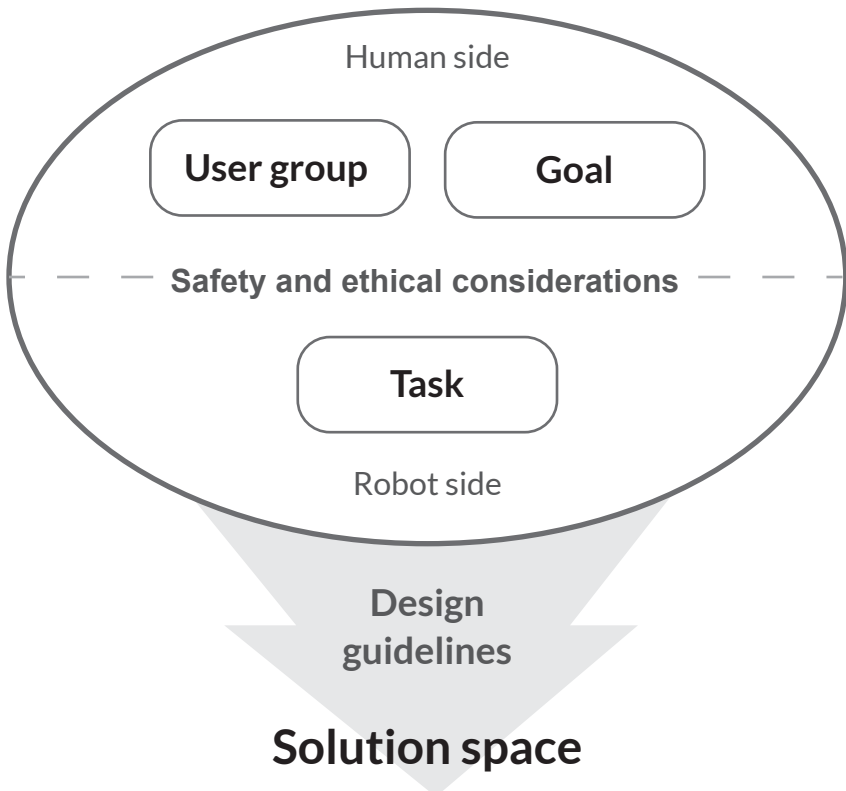 Human side
User group
Goal
Safety and ethical considerations
Task
Robot side
Design
guidelines
Solution space